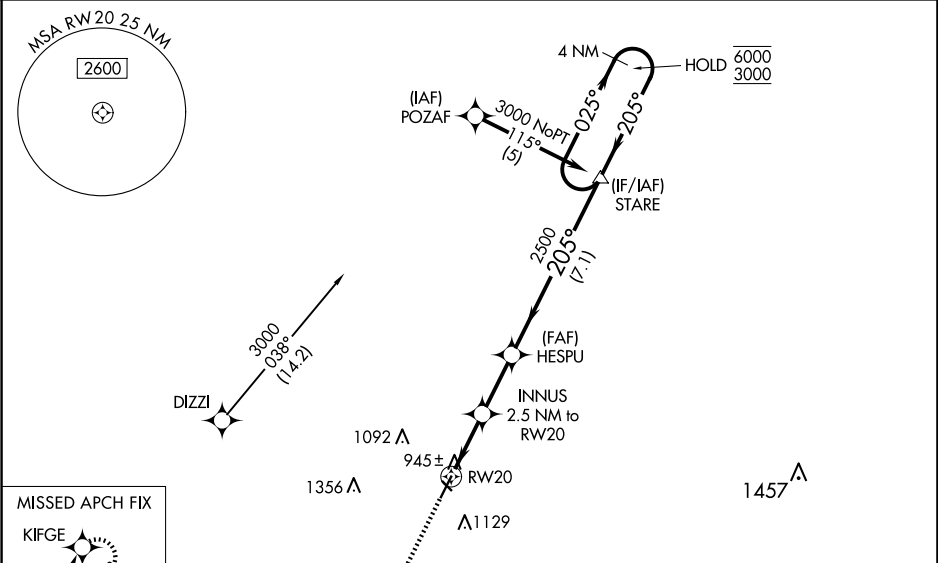 MSA RW20 25 NM
2600
4 NM
HOLD
6000
3000
025°
205°
(IAF)
POZAF
3000 NoPT
115°
(5)
(IF/IAF)
STARE
2500
205°
(7.1)
3000
038°
(14.2)
DIZZI
(FAF)
HESPU
INNUS
2.5 NM to
RW20
1092
945±
RW20
1356
1457
1129
MISSED APCH FIX
KIFGE